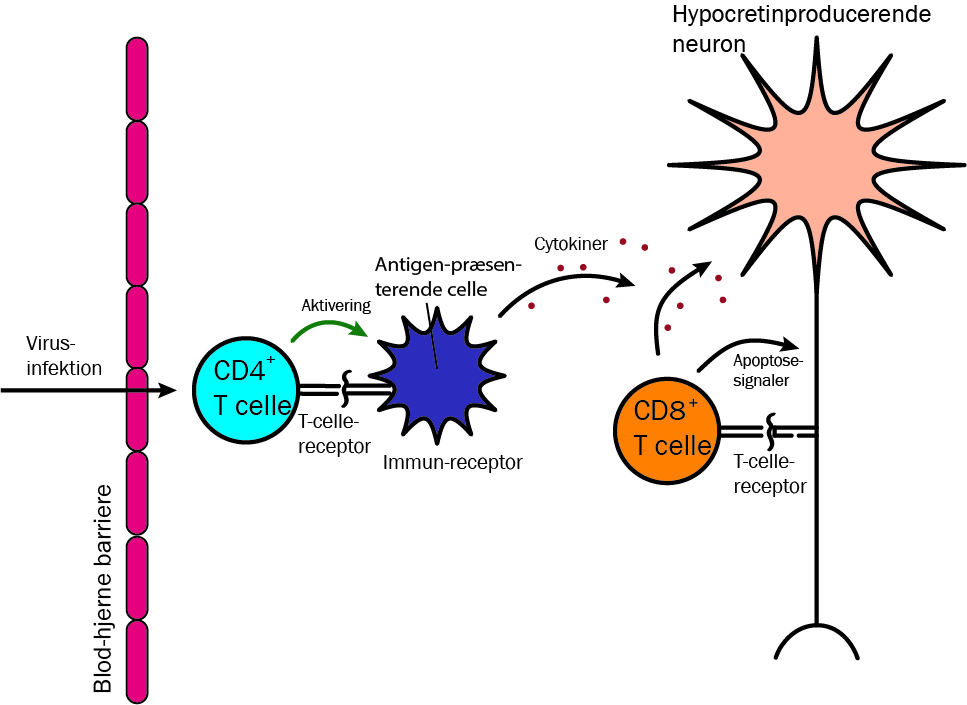 Hypocretinproducerende
neuron
Cytokiner
Antigen-præsen-
terende celle
Aktivering
Virus-
infektion
CD4+
T celle
T-celle-
receptor
Immun-receptor
Apoptose-
signaler
CD8+
T celle
T-celle-
receptor
Blod-hjerne barriere